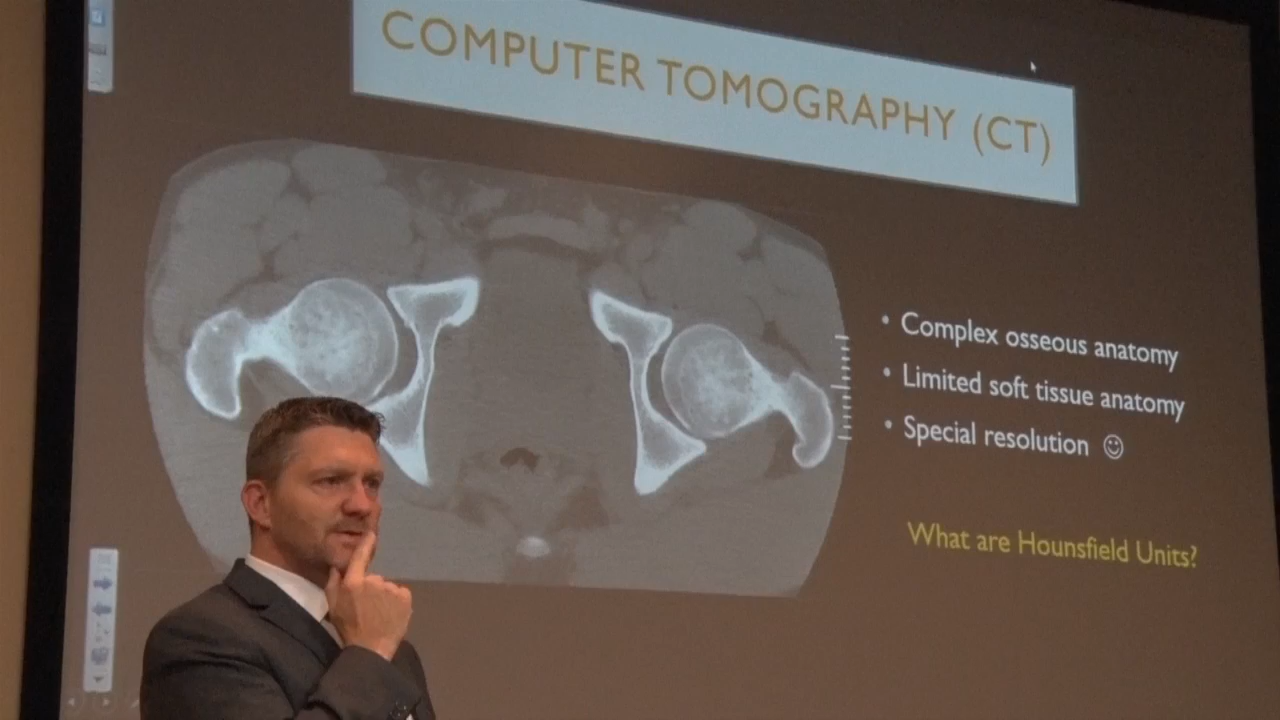 COMPUTER TOMOGRAPHY (CT)
• Complex osseous anatomy
• Limited soft tissue anatomy
• Special resolution ☺
What are Hounsfield Units?